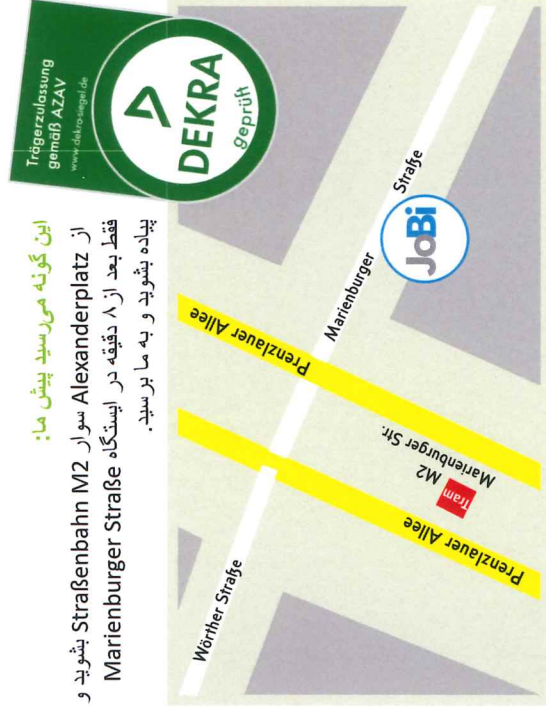 Trägerzulassung
gemäß AZAV
www.dekra-siegel.de
DEKRA
geprüft
این گونه می‌رسید پیش ما:
از Alexanderplatz سوار Straßenbahn M2 بشوید و
فقط بعد از ۸ دقیقه در ایستگاه Marienburger Straße
پیاده بشوید و به ما برسید.
Prenzlauer Allee
Prenzlauer Allee
Wörther Straße
Marienburger
Straße
JoBi
Tram
M2
Marienburger Str.